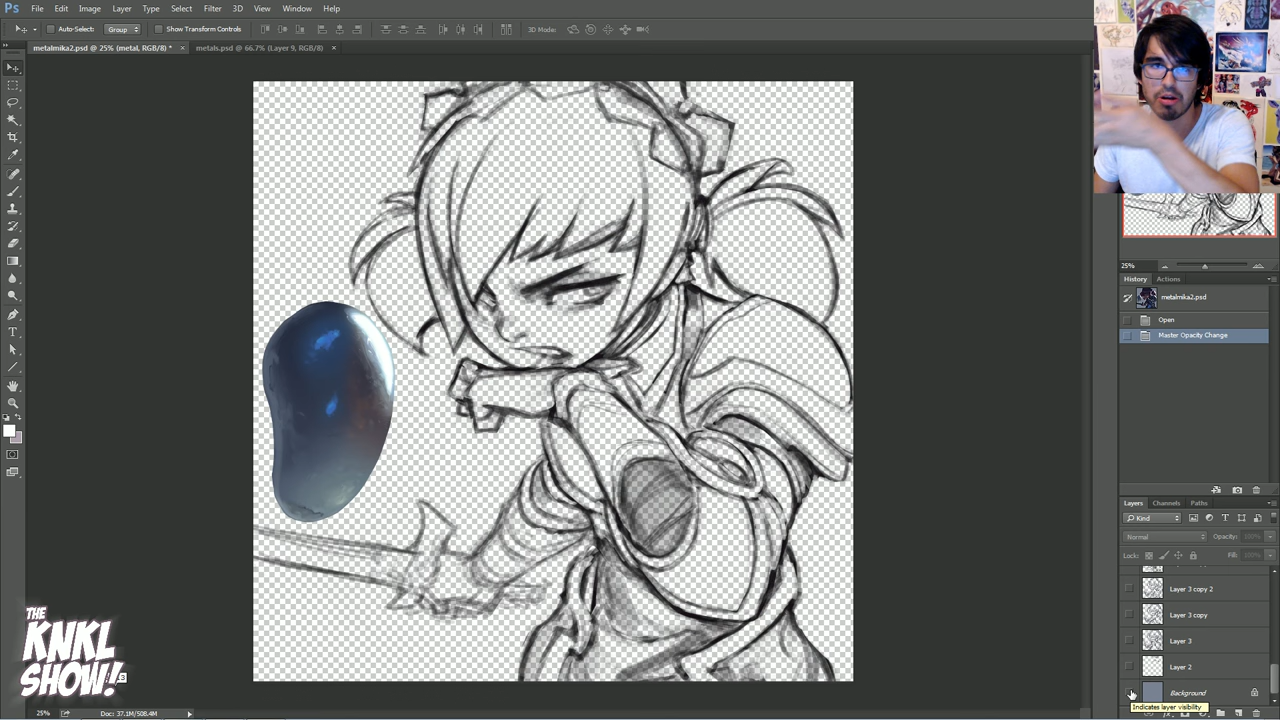 Ps File Edit Image Layer Type Select Filter 3D View Window Help
Auto-Select: Group Show Transform Controls 3D Mode:
metalmika2.psd @ 25% (metal, RGB/8) * × metals.psd @ 66.7% (Layer 9, RGB/8) ×
25%
History Actions
metalmika2.psd
Open
Master Opacity Change
Layers Channels Paths
Kind
Normal Opacity: 100%
Lock: Fill: 100%
Layer 3 copy 2
Layer 3 copy
Layer 3
Layer 2
Background
Indicates layer visibility
THE
KNKL
SHOW!
25% Doc: 37.1M/508.4M